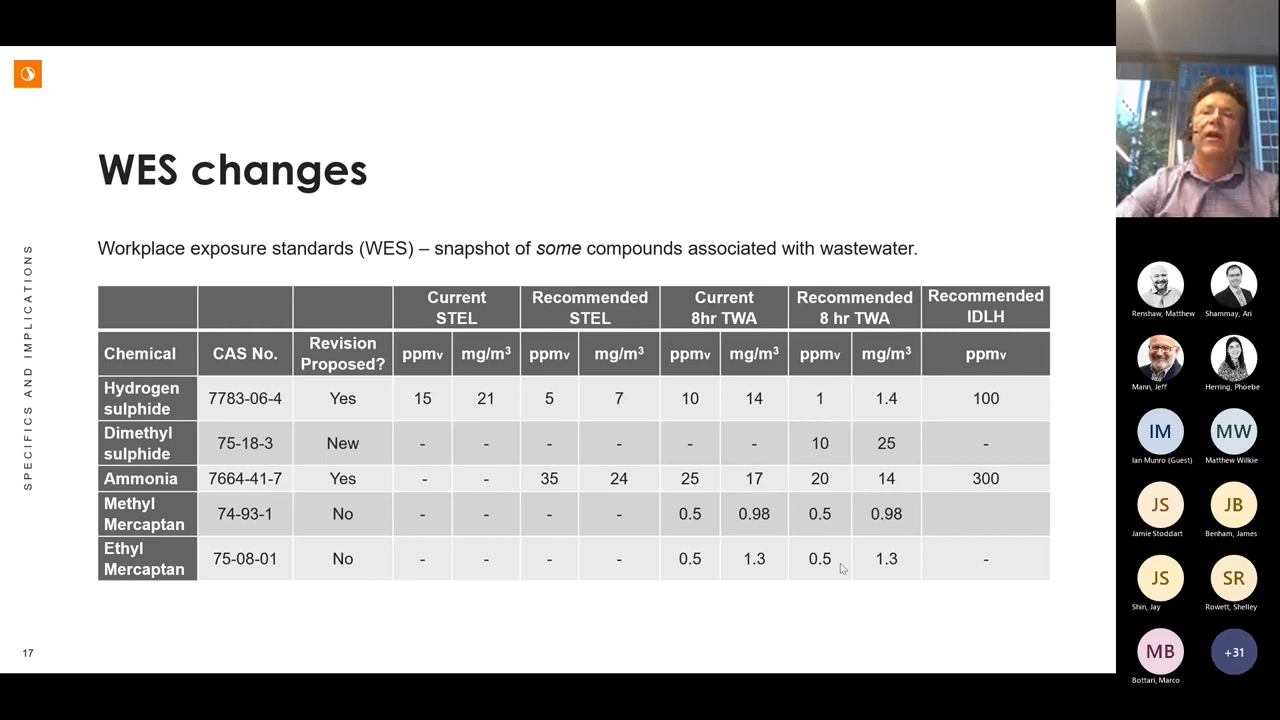 WES changes
Workplace exposure standards (WES) – snapshot of some compounds associated with wastewater.
SPECIFICS AND IMPLICATIONS
Current STEL Recommended STEL Current 8hr TWA Recommended 8 hr TWA Recommended IDLH
Chemical CAS No. Revision Proposed? ppmv mg/m³ ppmv mg/m³ ppmv mg/m³ ppmv mg/m³ ppmv
Hydrogen sulphide 7783-06-4 Yes 15 21 5 7 10 14 1 1.4 100
Dimethyl sulphide 75-18-3 New - - - - - - 10 25 -
Ammonia 7664-41-7 Yes - - 35 24 25 17 20 14 300
Methyl Mercaptan 74-93-1 No - - - - 0.5 0.98 0.5 0.98
Ethyl Mercaptan 75-08-01 No - - - - 0.5 1.3 0.5 1.3 -
17
Renshaw, Matthew
Shammay, Ari
Mann, Jeff
Herring, Phoebe
IM
MW
Ian Munro (Guest)
Matthew Wilkie
JS
JB
Jamie Stoddart
Benham, James
JS
SR
Shin, Jay
Rowett, Shelley
MB
+31
Bottari, Marco